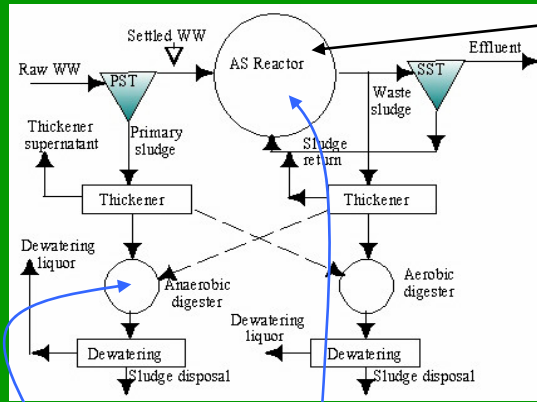 Settled WW
Effluent
Raw WW
PST
AS Reactor
SST
Waste
sludge
Thickener
supernatant
Primary
sludge
Sludge
return
Thickener
Thickener
Dewatering
liquor
Anaerobic
digester
Aerobic
digester
Dewatering
liquor
Dewatering
Dewatering
Sludge disposal
Sludge disposal